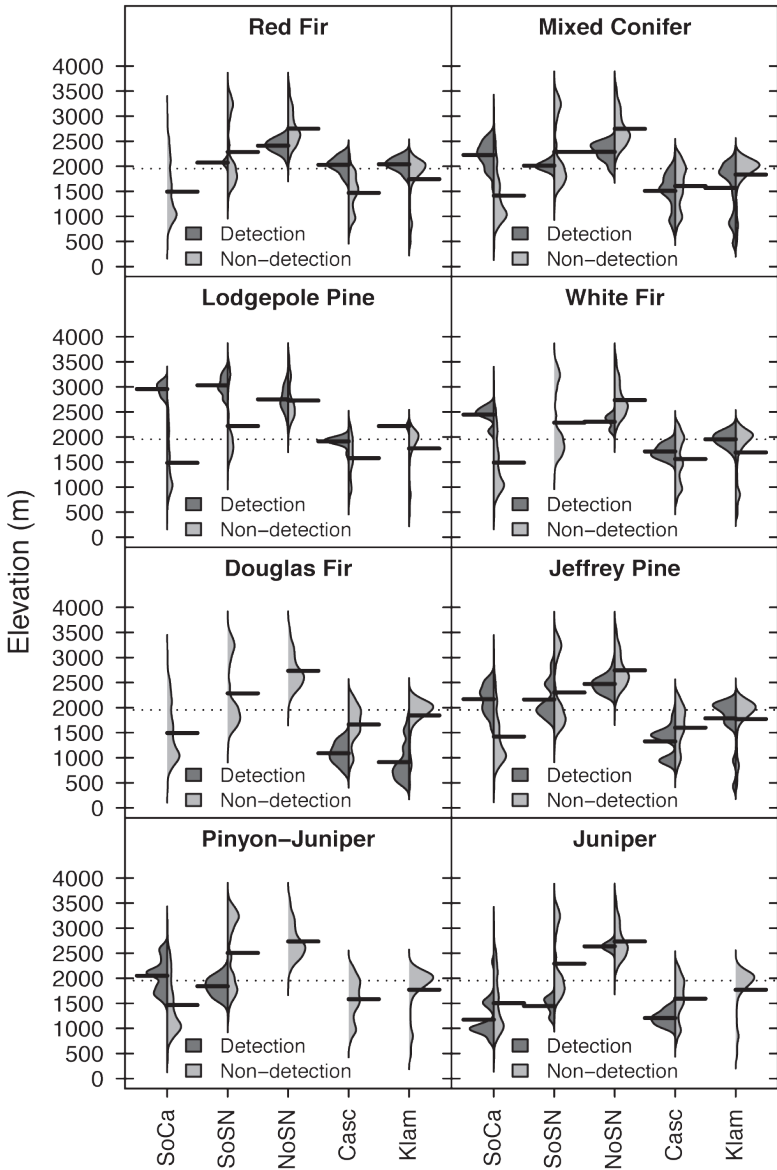 Elevation (m)
Red Fir
4000
3500
3000
2500
2000
1500
1000
500
0
Detection
Non−detection
Mixed Conifer
Detection
Non−detection
Lodgepole Pine
4000
3500
3000
2500
2000
1500
1000
500
0
Detection
Non−detection
White Fir
Detection
Non−detection
Douglas Fir
4000
3500
3000
2500
2000
1500
1000
500
0
Detection
Non−detection
Jeffrey Pine
Detection
Non−detection
Pinyon−Juniper
4000
3500
3000
2500
2000
1500
1000
500
0
Detection
Non−detection
Juniper
Detection
Non−detection
SoCa
SoSN
NoSN
Casc
Klam
SoCa
SoSN
NoSN
Casc
Klam